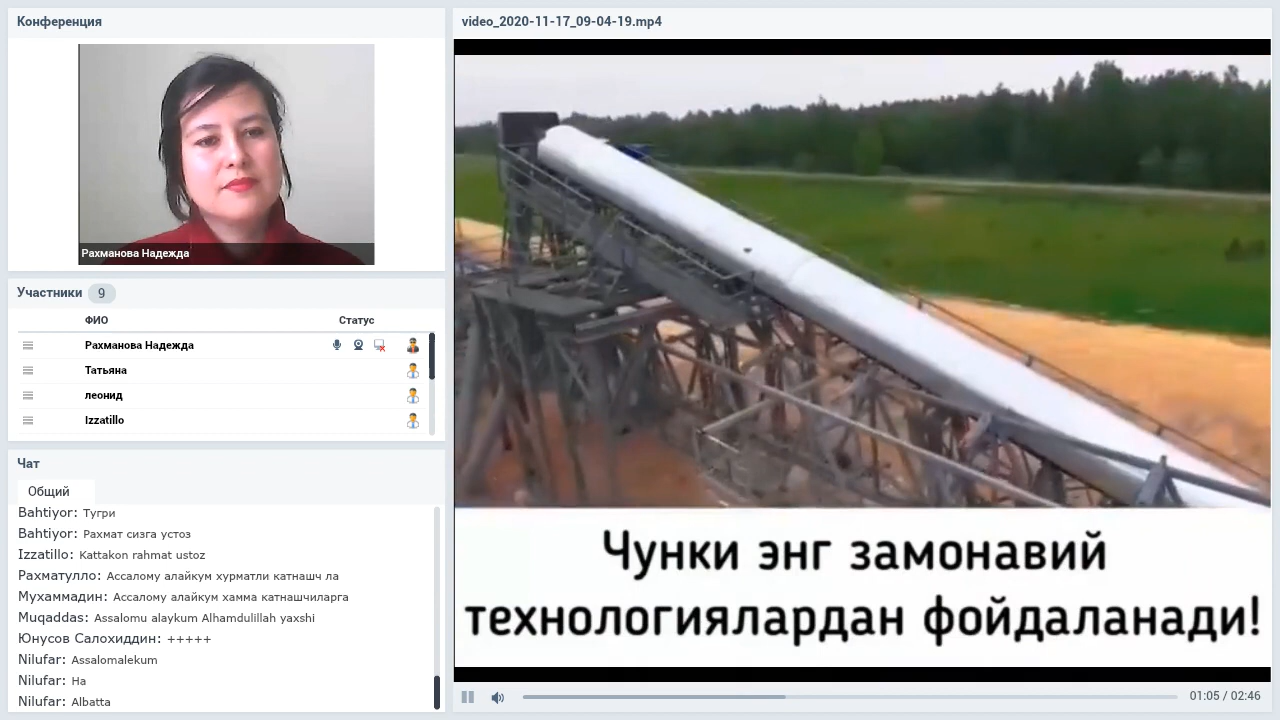 Конференция
Рахманова Надежда
Участники 9
ФИО Статус
Рахманова Надежда
Татьяна
леонид
Izzatillo
Чат
Общий
Bahtiyor: Тугри
Bahtiyor: Рахмат сизга устоз
Izzatillo: Kattakon rahmat ustoz
Рахматулло: Ассалому алайкум хурматли катнашч ла
Мухаммадин: Ассалому алайкум хамма катнашчиларга
Muqaddas: Assalomu alaykum Alhamdulillah yaxshi
Юнусов Салохиддин: +++++
Nilufar: Assalomalekum
Nilufar: На
Nilufar: Albatta
video_2020-11-17_09-04-19.mp4
Чунки энг замонавий
технологиялардан фойдаланади!
01:05 / 02:46